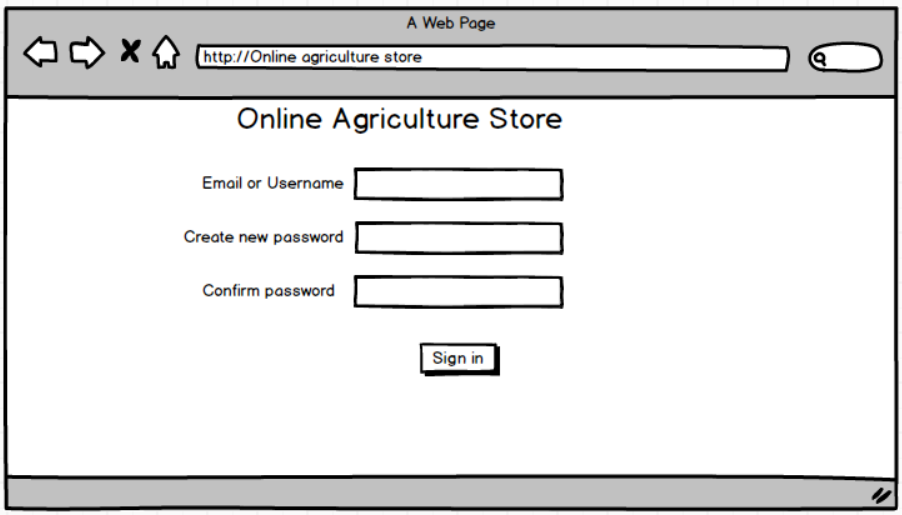 A Web Page
http://Online agriculture store
Online Agriculture Store
Email or Username
Create new password
Confirm password
Sign in